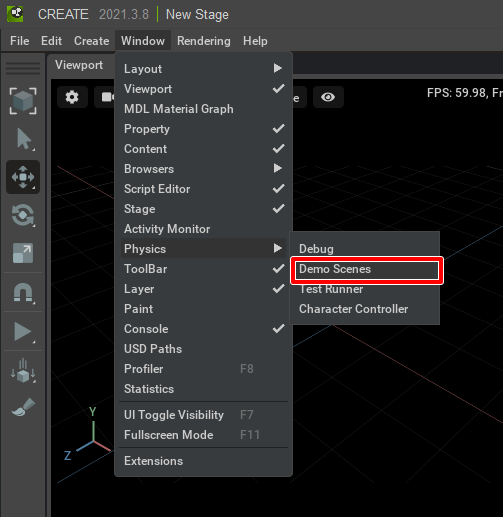 CREATE 2021.3.8 | New Stage
File Edit Create Window Rendering Help
Viewport
FPS: 59.98, Fr
Layout
Viewport
MDL Material Graph
Property
Content
Browsers
Script Editor
Stage
Activity Monitor
Physics
ToolBar
Layer
Paint
Console
USD Paths
Profiler F8
Statistics
UI Toggle Visibility F7
Fullscreen Mode F11
Extensions
Debug
Demo Scenes
Test Runner
Character Controller
Y
Z